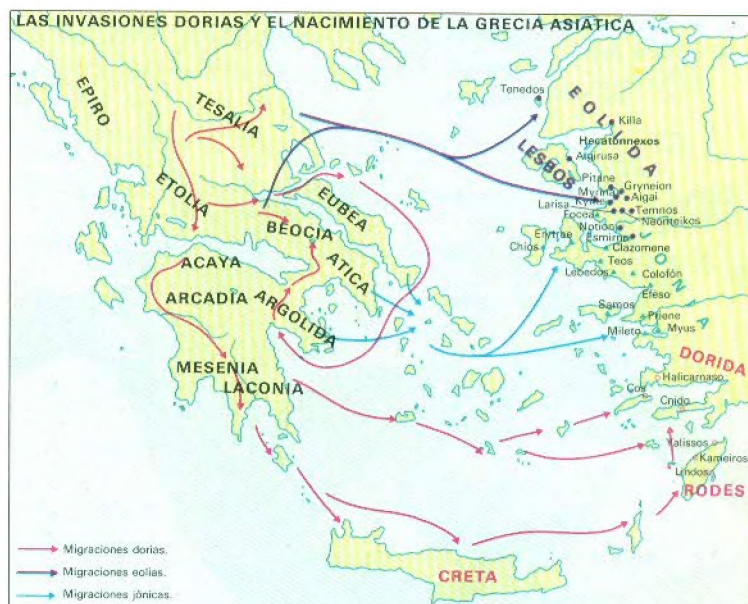 LAS INVASIONES DORIAS Y EL NACIMIENTO DE LA GRECIA ASIATICA
EPIRO
TESALIA
ETOLIA
BEOCIA
EUBEA
ATICA
ACAYA
ARCADIA
ARGOLIDA
MESENIA
LACONIA
Tenedos
EOLIDA
Killa
Hecatonnexos
LESBOS
Aigirusa
Pitane
Gryneion
Myrina
Aigai
Kyme
Larisa
Temnos
Focea
Neonteikos
Notion
Esmirna
Erytrae
Chios
Clazomene
Teos
Lebedos
Colofón
Efeso
Samos
Priene
Mileto
Myus
DORIDA
Halicarnaso
Cos
Cnido
Yalissos
Kameiros
Lindos
RODES
CRETA
Migraciones dorias.
Migraciones eolias.
Migraciones jónicas.